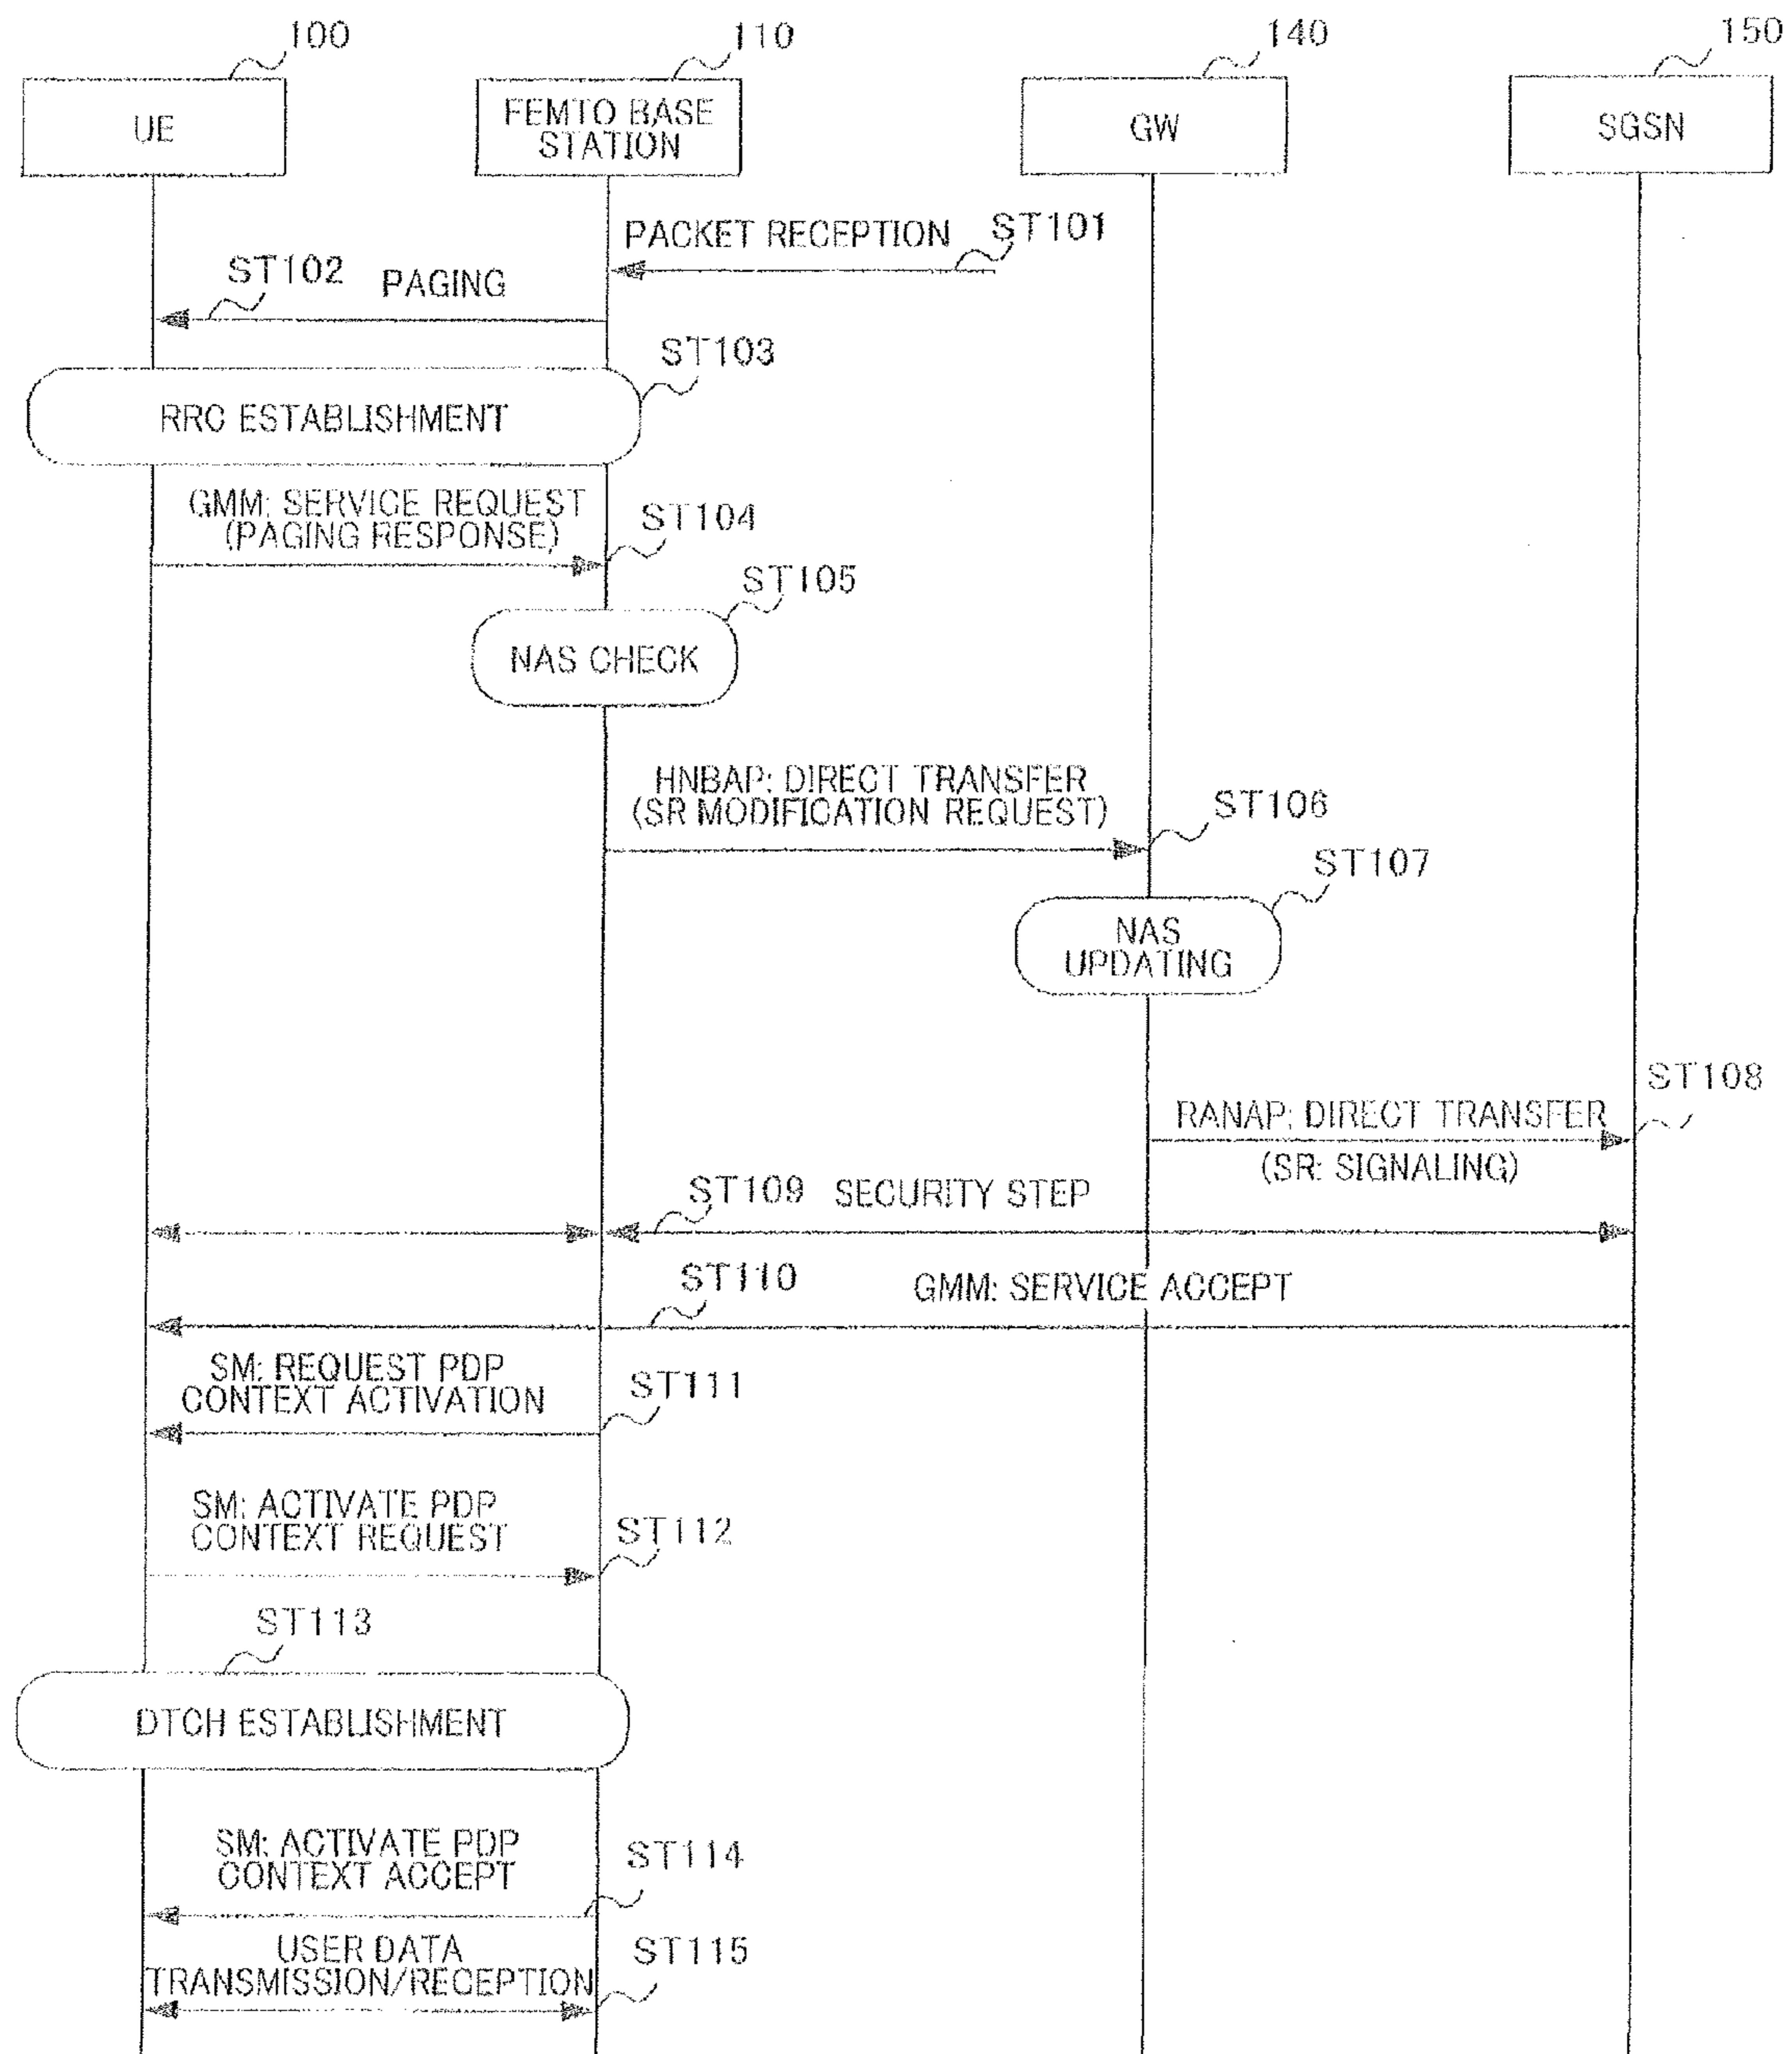 100
110
140
150
UE
FEMTO BASE
STATION
GW
SGSN
PACKET RECEPTION
ST101
ST102
PAGING
ST103
RRC ESTABLISHMENT
GMM: SERVICE REQUEST
(PAGING RESPONSE)
ST104
ST105
NAS CHECK
HNBAP: DIRECT TRANSFER
(SR MODIFICATION REQUEST)
ST106
ST107
NAS
UPDATING
ST108
RANAP: DIRECT TRANSFER
(SR: SIGNALING)
ST109
SECURITY STEP
ST110
GMM: SERVICE ACCEPT
SM: REQUEST PDP
CONTEXT ACTIVATION
ST111
SM: ACTIVATE PDP
CONTEXT REQUEST
ST112
ST113
DTCH ESTABLISHMENT
SM: ACTIVATE PDP
CONTEXT ACCEPT
ST114
USER DATA
TRANSMISSION/RECEPTION
ST115